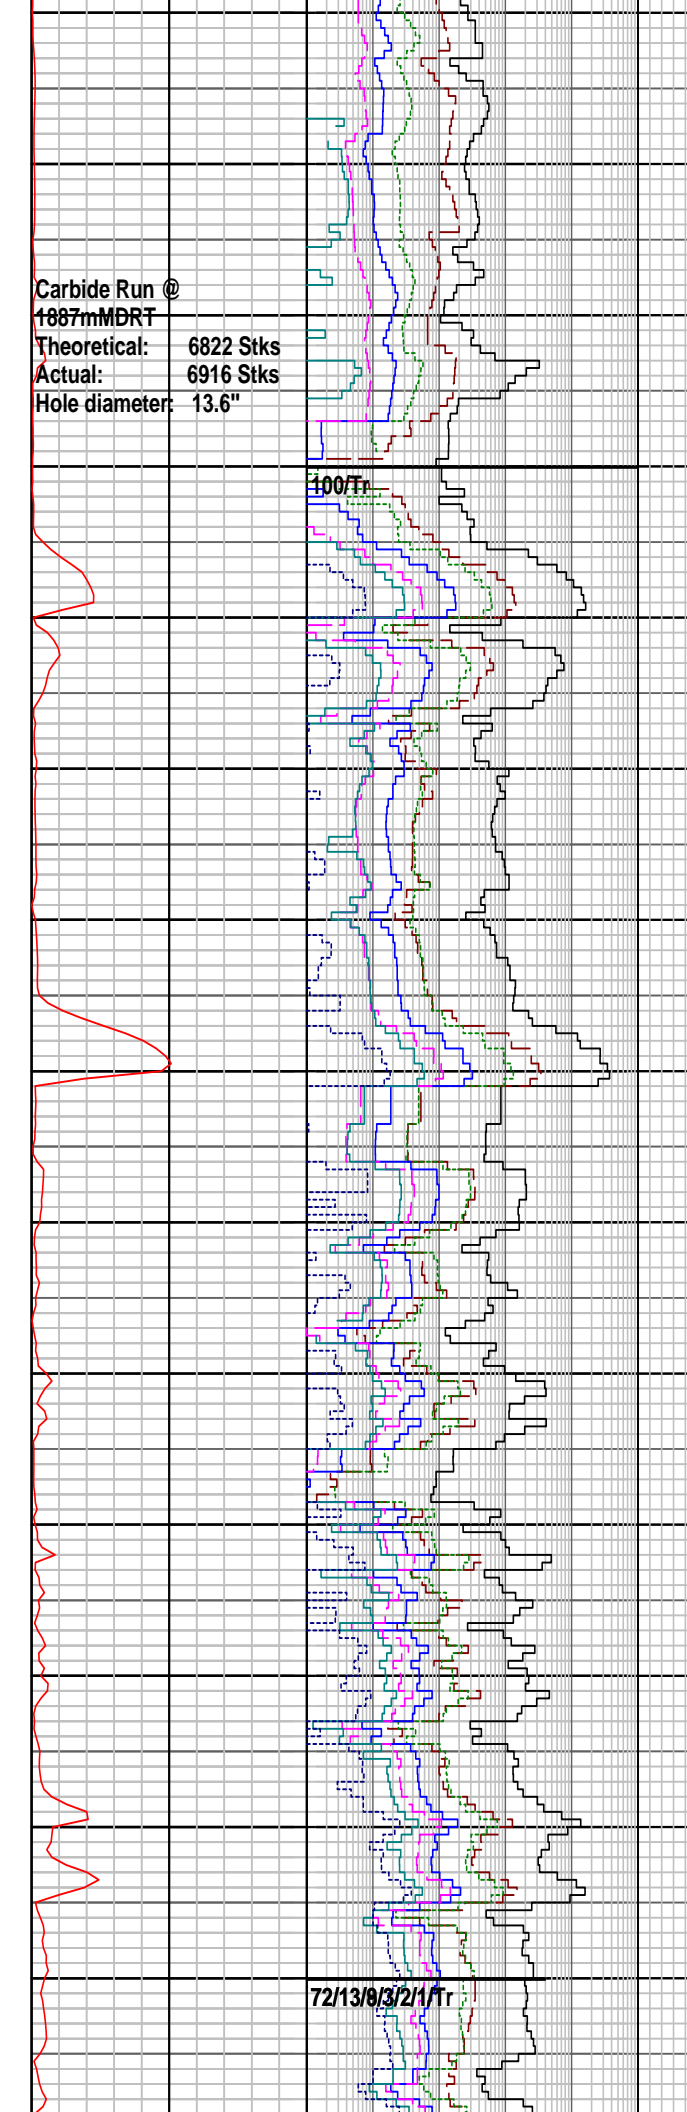 Carbide Run @
1887mMDRT
Theoretical: 6822 Stks
Actual: 6916 Stks
Hole diameter: 13.6"
100/Tr
72/13/8/3/2/1/Tr